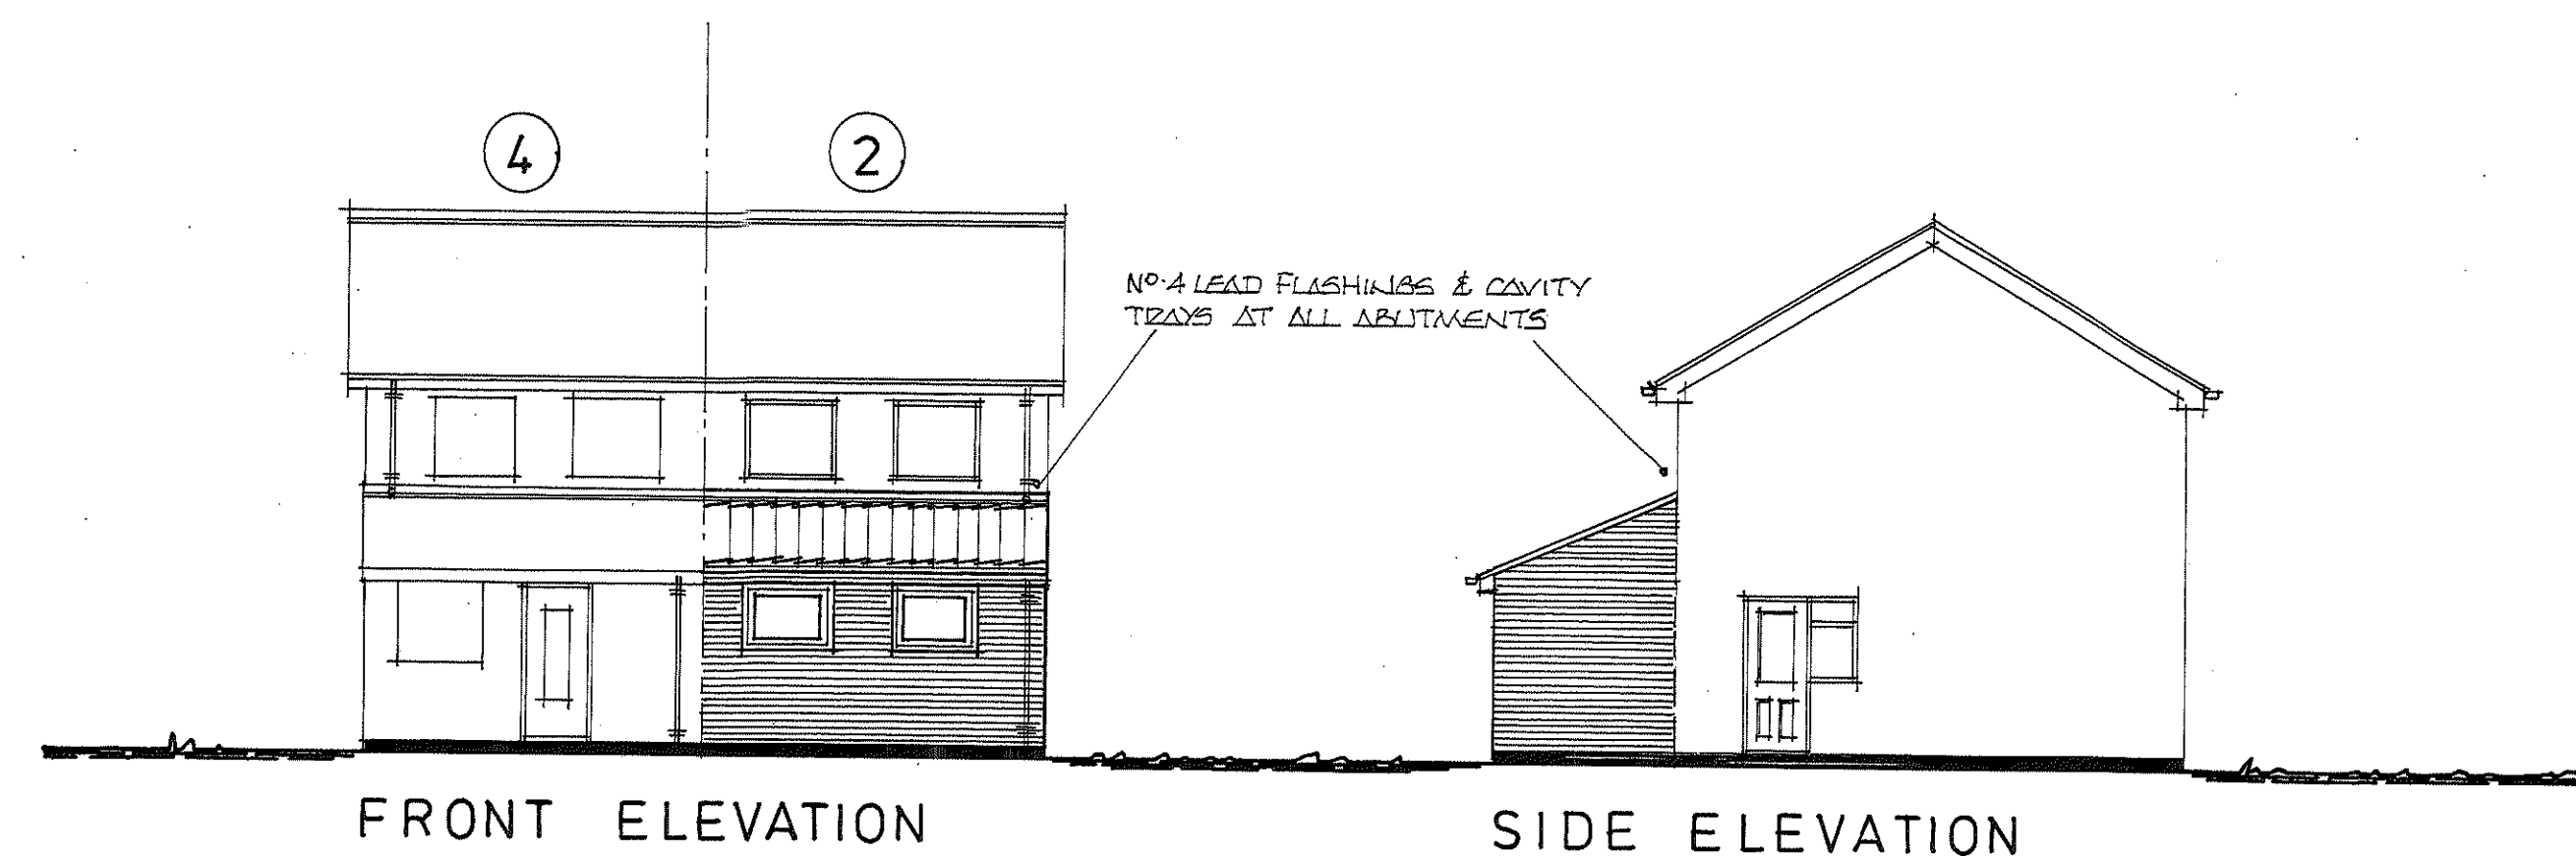 4 2
Nº.4 LEAD FLASHINGS & CAVITY
TRAYS AT ALL ABUTMENTS
FRONT ELEVATION
SIDE ELEVATION